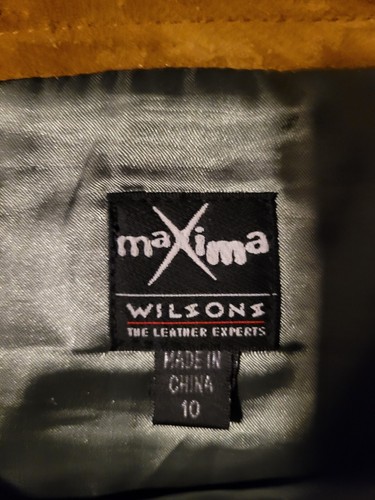 maXima
WILSONS
THE LEATHER EXPERTS
MADE IN
CHINA
10